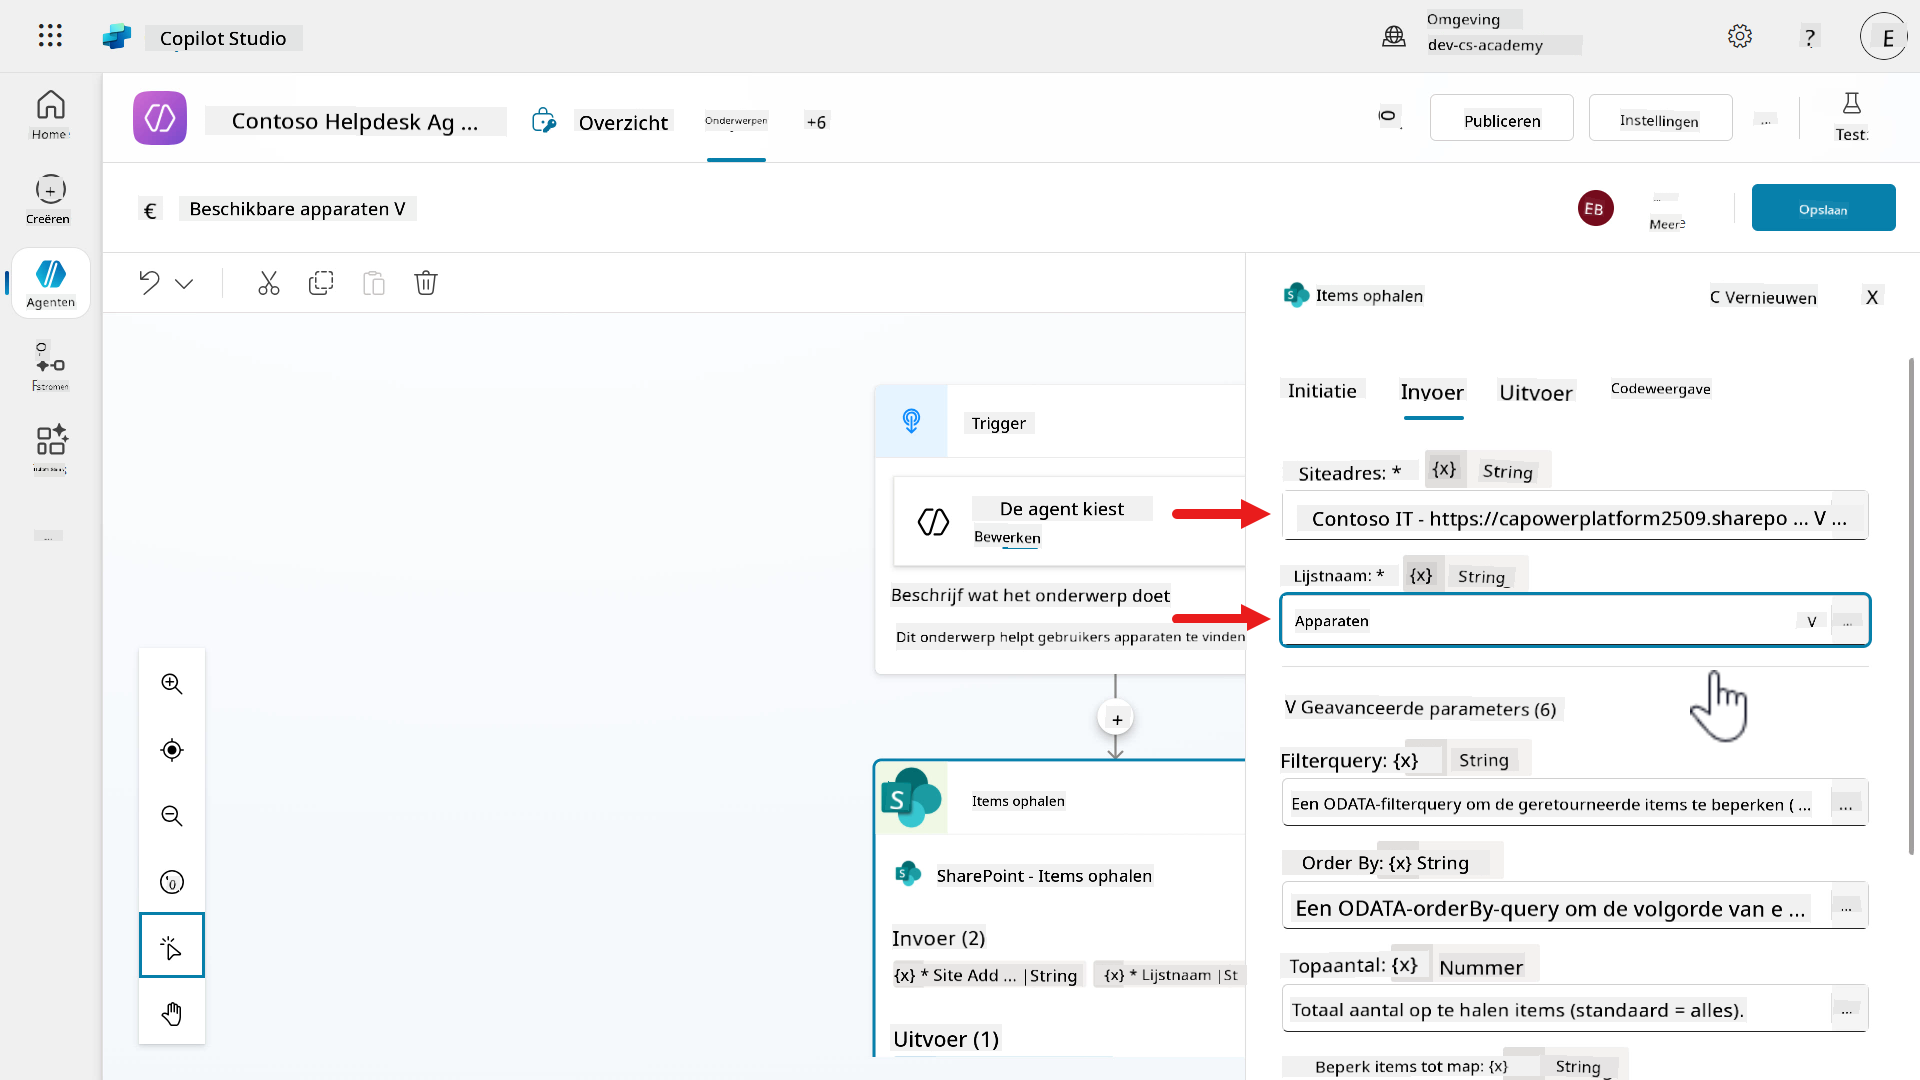 Copilot Studio
Omgeving
dev-cs-academy
?
E
Home
Contoso Helpdesk Ag ...
Overzicht
Onderwerpen
+6
Publiceren
Instellingen
...
Test
Creëren
€
Beschikbare apparaten V
EB
...
Meer
Opslaan
Agenten
Items ophalen
C Vernieuwen
X
Initiatie
Invoer
Uitvoer
Codeweergave
Trigger
Siteadres: * {x} String
De agent kiest
Bewerken
Contoso IT - https://capowerplatform2509.sharepo ... V ...
Lijstnaam: * {x} String
Beschrijf wat het onderwerp doet
Apparaten V ...
Dit onderwerp helpt gebruikers apparaten te vinden
+
V Geavanceerde parameters (6)
Filterquery: {x} String
Een ODATA-filterquery om de geretourneerde items te beperken ( ... ...
Items ophalen
Order By: {x} String
SharePoint - Items ophalen
Een ODATA-orderBy-query om de volgorde van e ... ...
Invoer (2)
{x} * Site Add ... |String
{x} * Lijstnaam |St
Topaantal: {x} Nummer
Totaal aantal op te halen items (standaard = alles). ...
Uitvoer (1)
Beperk items tot map: {x} String